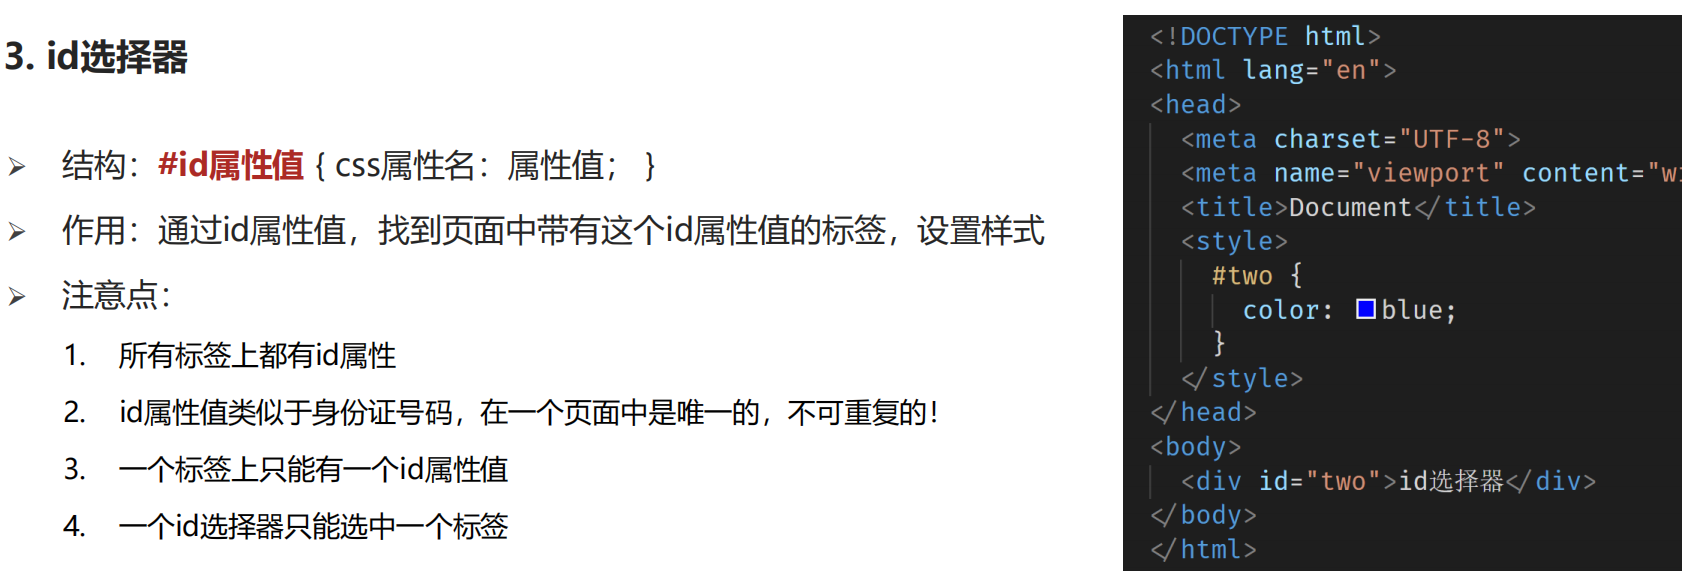 3. id选择器
➢ 结构：#id属性值 { css属性名：属性值； }
➢ 作用：通过id属性值，找到页面中带有这个id属性值的标签，设置样式
➢ 注意点：
1. 所有标签上都有id属性
2. id属性值类似于身份证号码，在一个页面中是唯一的，不可重复的！
3. 一个标签上只能有一个id属性值
4. 一个id选择器只能选中一个标签
<!DOCTYPE html>
<html lang="en">
<head>
<meta charset="UTF-8">
<meta name="viewport" content="wi
<title>Document</title>
<style>
#two {
color: blue;
}
</style>
</head>
<body>
<div id="two">id选择器</div>
</body>
</html>